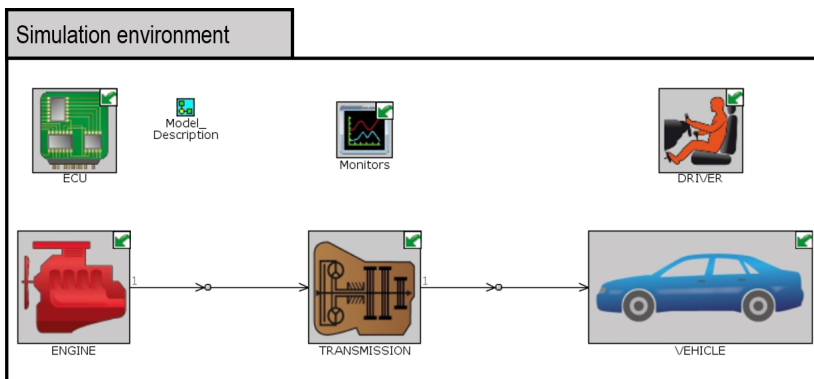 Simulation environment
ECU
Model_
Description
Monitors
DRIVER
1
1
ENGINE
TRANSMISSION
VEHICLE